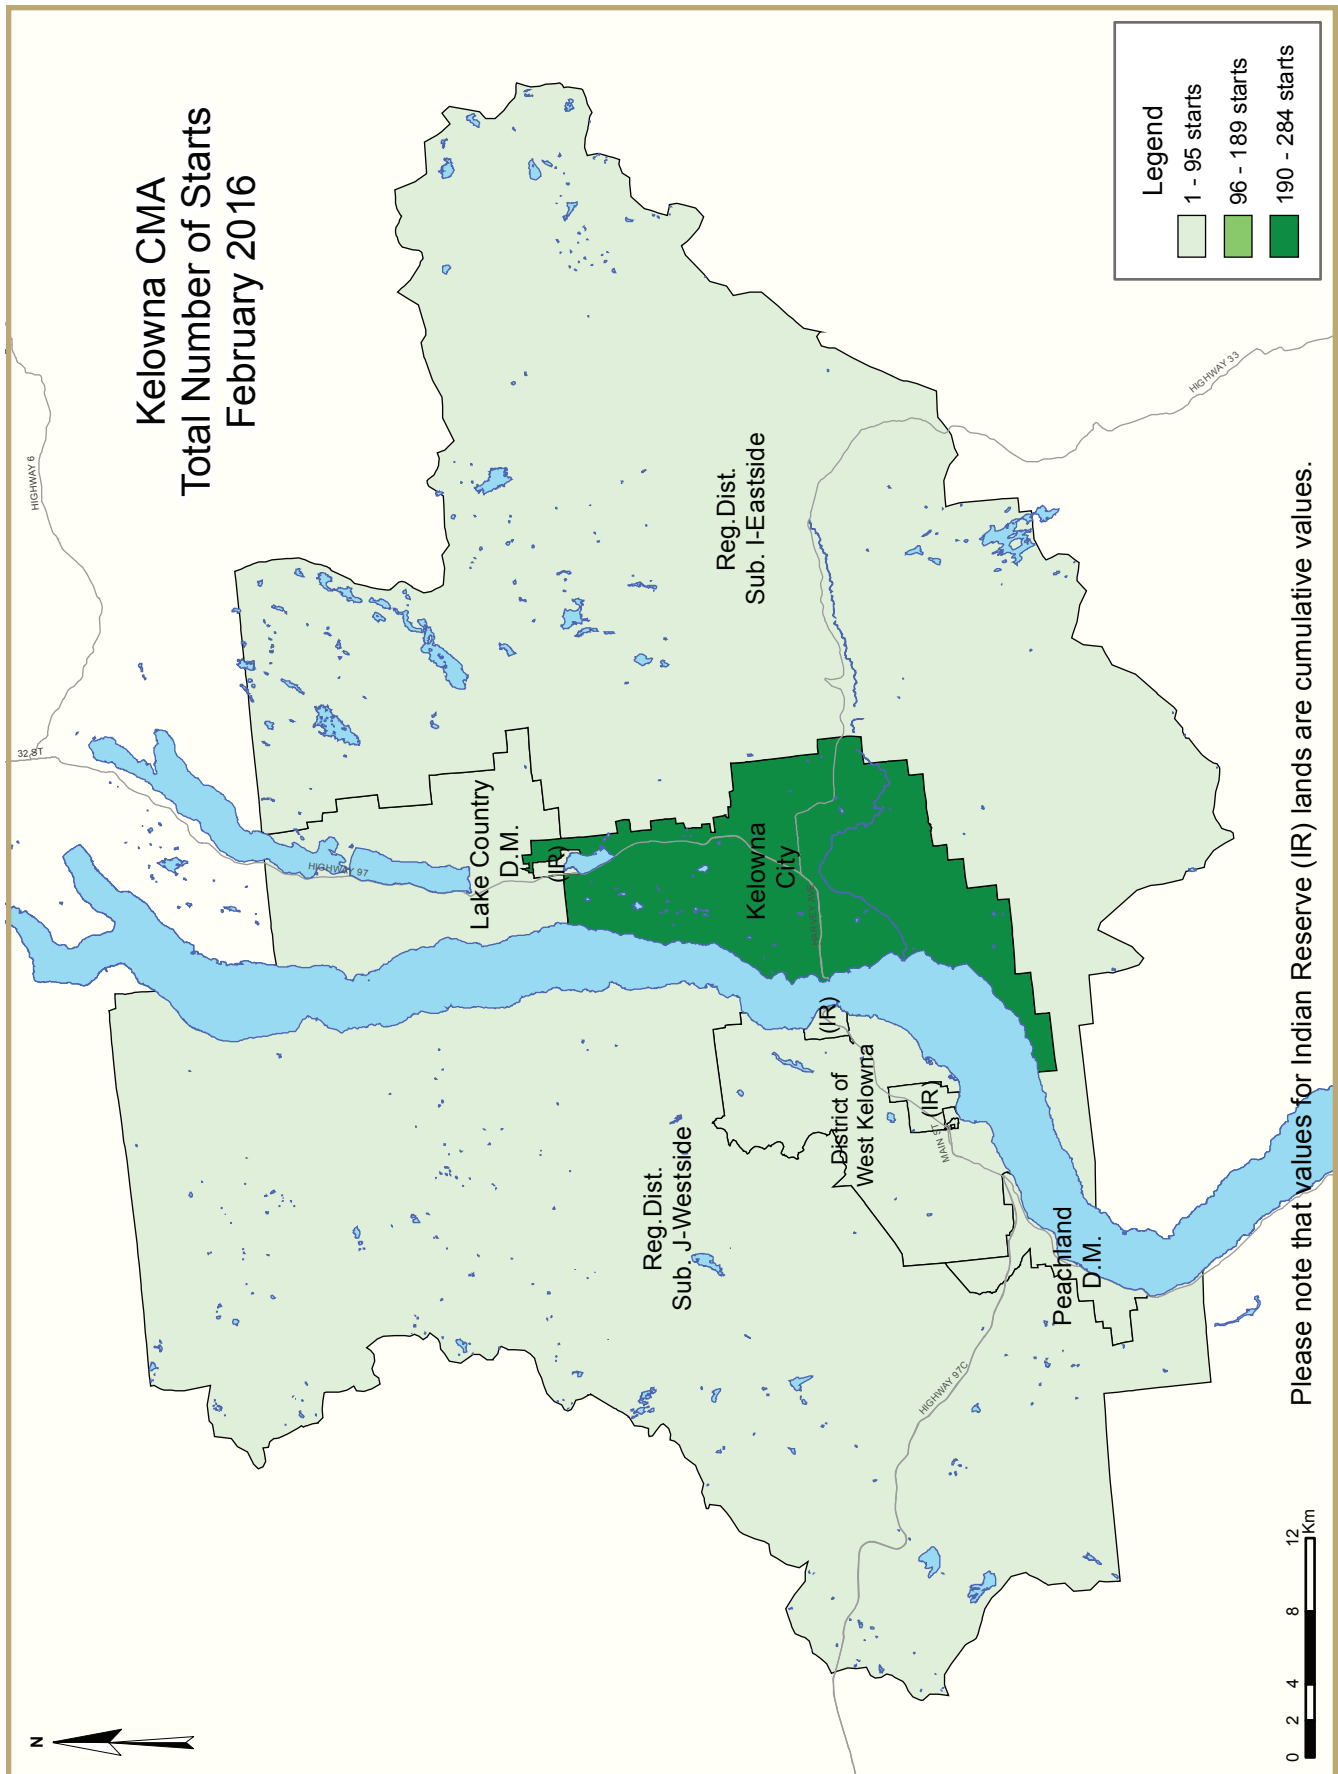 Kelowna CMA
Total Number of Starts
February 2016
Legend
1 - 95 starts
96 - 189 starts
190 - 284 starts
HIGHWAY 6
32 ST
HIGHWAY 97
HIGHWAY 33
Lake Country
D.M.
(IR)
Reg.Dist.
Sub. I-Eastside
Kelowna
City
(IR)
District of
West Kelowna
(IR)
MAIN ST
Reg.Dist.
Sub. J-Westside
Peachland
D.M.
HIGHWAY 97C
N
0 2 4 8 12
Km
Please note that values for Indian Reserve (IR) lands are cumulative values.